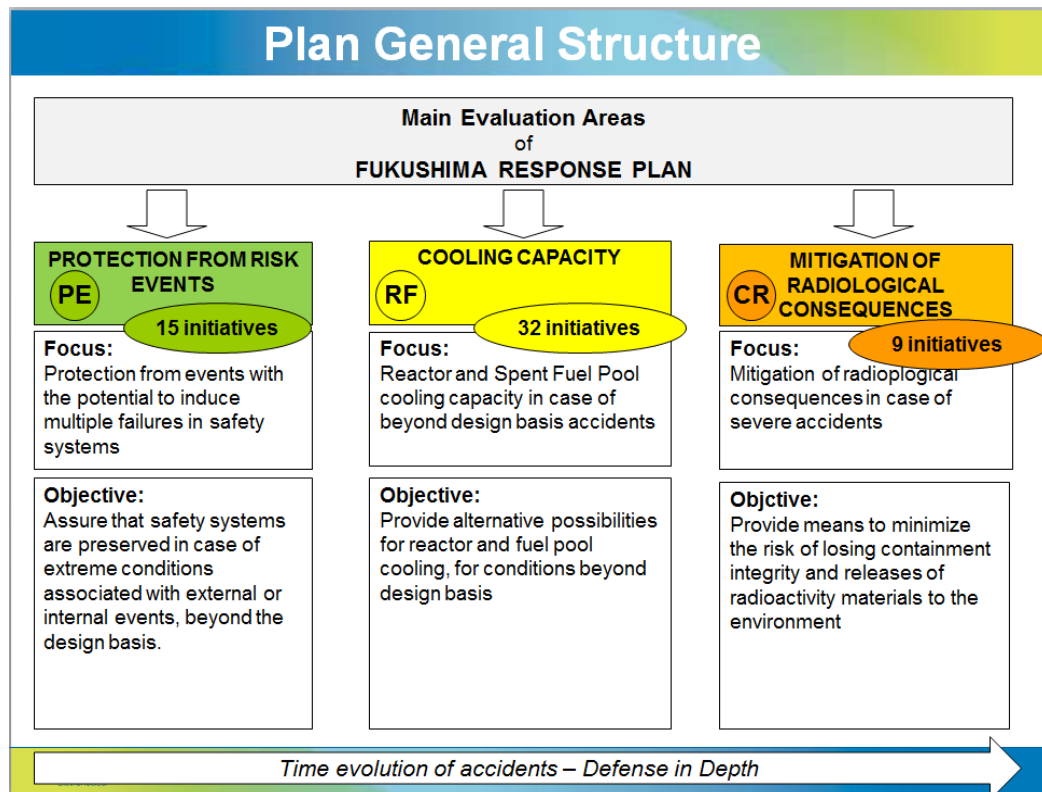 Plan General Structure
Main Evaluation Areas
of
FUKUSHIMA RESPONSE PLAN
PROTECTION FROM RISK
EVENTS
PE
15 initiatives
Focus:
Protection from events with
the potential to induce
multiple failures in safety
systems
Objective:
Assure that safety systems
are preserved in case of
extreme conditions
associated with external or
internal events, beyond the
design basis.
COOLING CAPACITY
RF
32 initiatives
Focus:
Reactor and Spent Fuel Pool
cooling capacity in case of
beyond design basis accidents
Objective:
Provide alternative possibilities
for reactor and fuel pool
cooling, for conditions beyond
design basis
MITIGATION OF
RADIOLOGICAL
CONSEQUENCES
CR
9 initiatives
Focus:
Mitigation of radioplogical
consequences in case of
severe accidents
Objctive:
Provide means to minimize
the risk of losing containment
integrity and releases of
radioactivity materials to the
environment
Time evolution of accidents – Defense in Depth